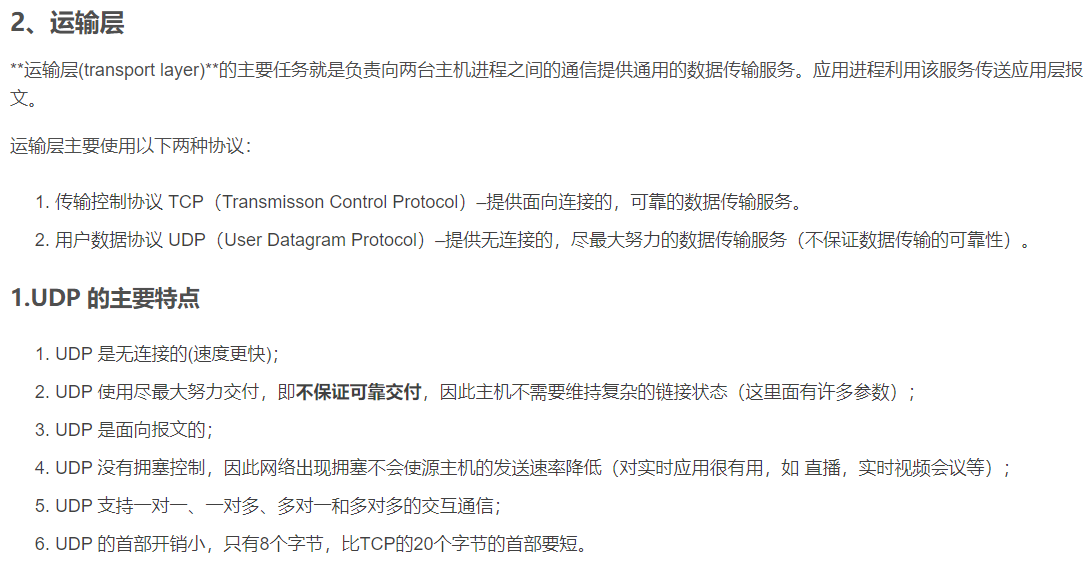 2、运输层
**运输层(transport layer)**的主要任务就是负责向两台主机进程之间的通信提供通用的数据传输服务。应用进程利用该服务传送应用层报
文。
运输层主要使用以下两种协议：
1. 传输控制协议 TCP（Transmisson Control Protocol）–提供面向连接的，可靠的数据传输服务。
2. 用户数据协议 UDP（User Datagram Protocol）–提供无连接的，尽最大努力的数据传输服务（不保证数据传输的可靠性）。
1.UDP 的主要特点
1. UDP 是无连接的(速度更快)；
2. UDP 使用尽最大努力交付，即不保证可靠交付，因此主机不需要维持复杂的链接状态（这里面有许多参数）；
3. UDP 是面向报文的；
4. UDP 没有拥塞控制，因此网络出现拥塞不会使源主机的发送速率降低（对实时应用很有用，如 直播，实时视频会议等）；
5. UDP 支持一对一、一对多、多对一和多对多的交互通信；
6. UDP 的首部开销小，只有8个字节，比TCP的20个字节的首部要短。